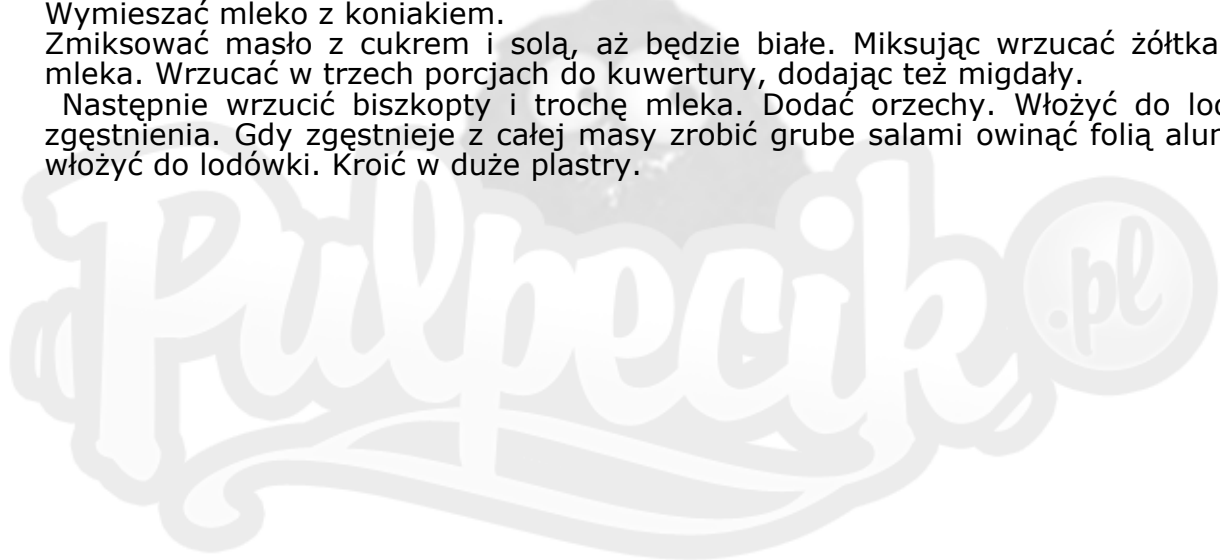 Wymieszać mleko z koniakiem.
Zmiksować masło z cukrem i solą, aż będzie białe. Miksując wrzucać żółtka
mleka. Wrzucać w trzech porcjach do kuwertury, dodając też migdały.
Następnie wrzucić biszkopty i trochę mleka. Dodać orzechy. Włożyć do
zgęstnienia. Gdy zgęstnieje z całej masy zrobić grube salami owinąć folią
włożyć do lodówki. Kroić w duże plastry.
Pulpecik .pl